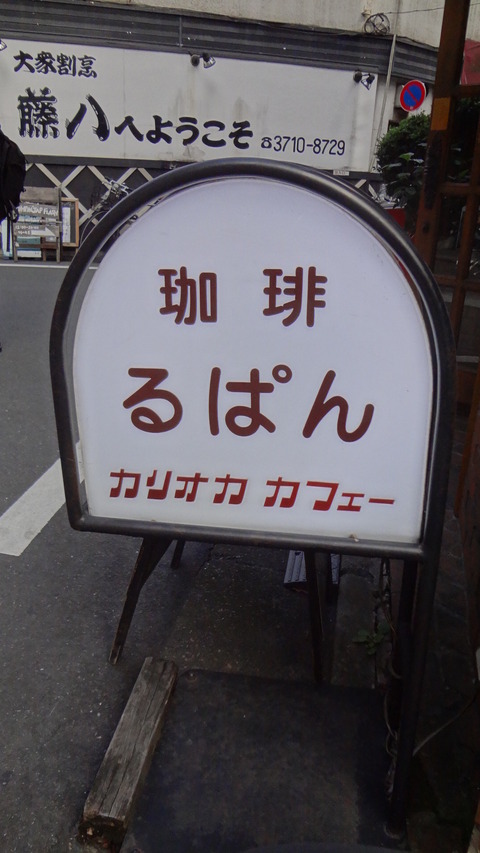 大衆割烹
藤八へようこそ
☎3710-8729
珈琲
るぱん
カリオカ カフェー